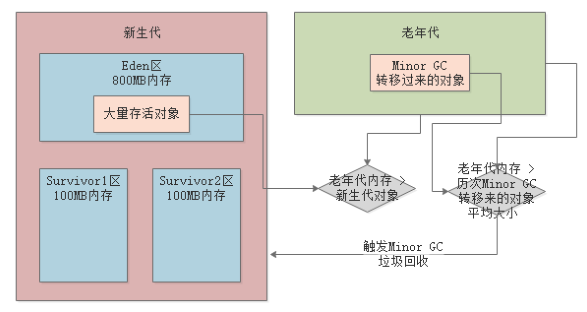 新生代
Eden区
800MB内存
大量存活对象
Survivor1区
100MB内存
Survivor2区
100MB内存
老年代
Minor GC
转移过来的对象
老年代内存 >
新生代对象
老年代内存 >
历次Minor GC
转移来的对象
平均大小
触发Minor GC
垃圾回收